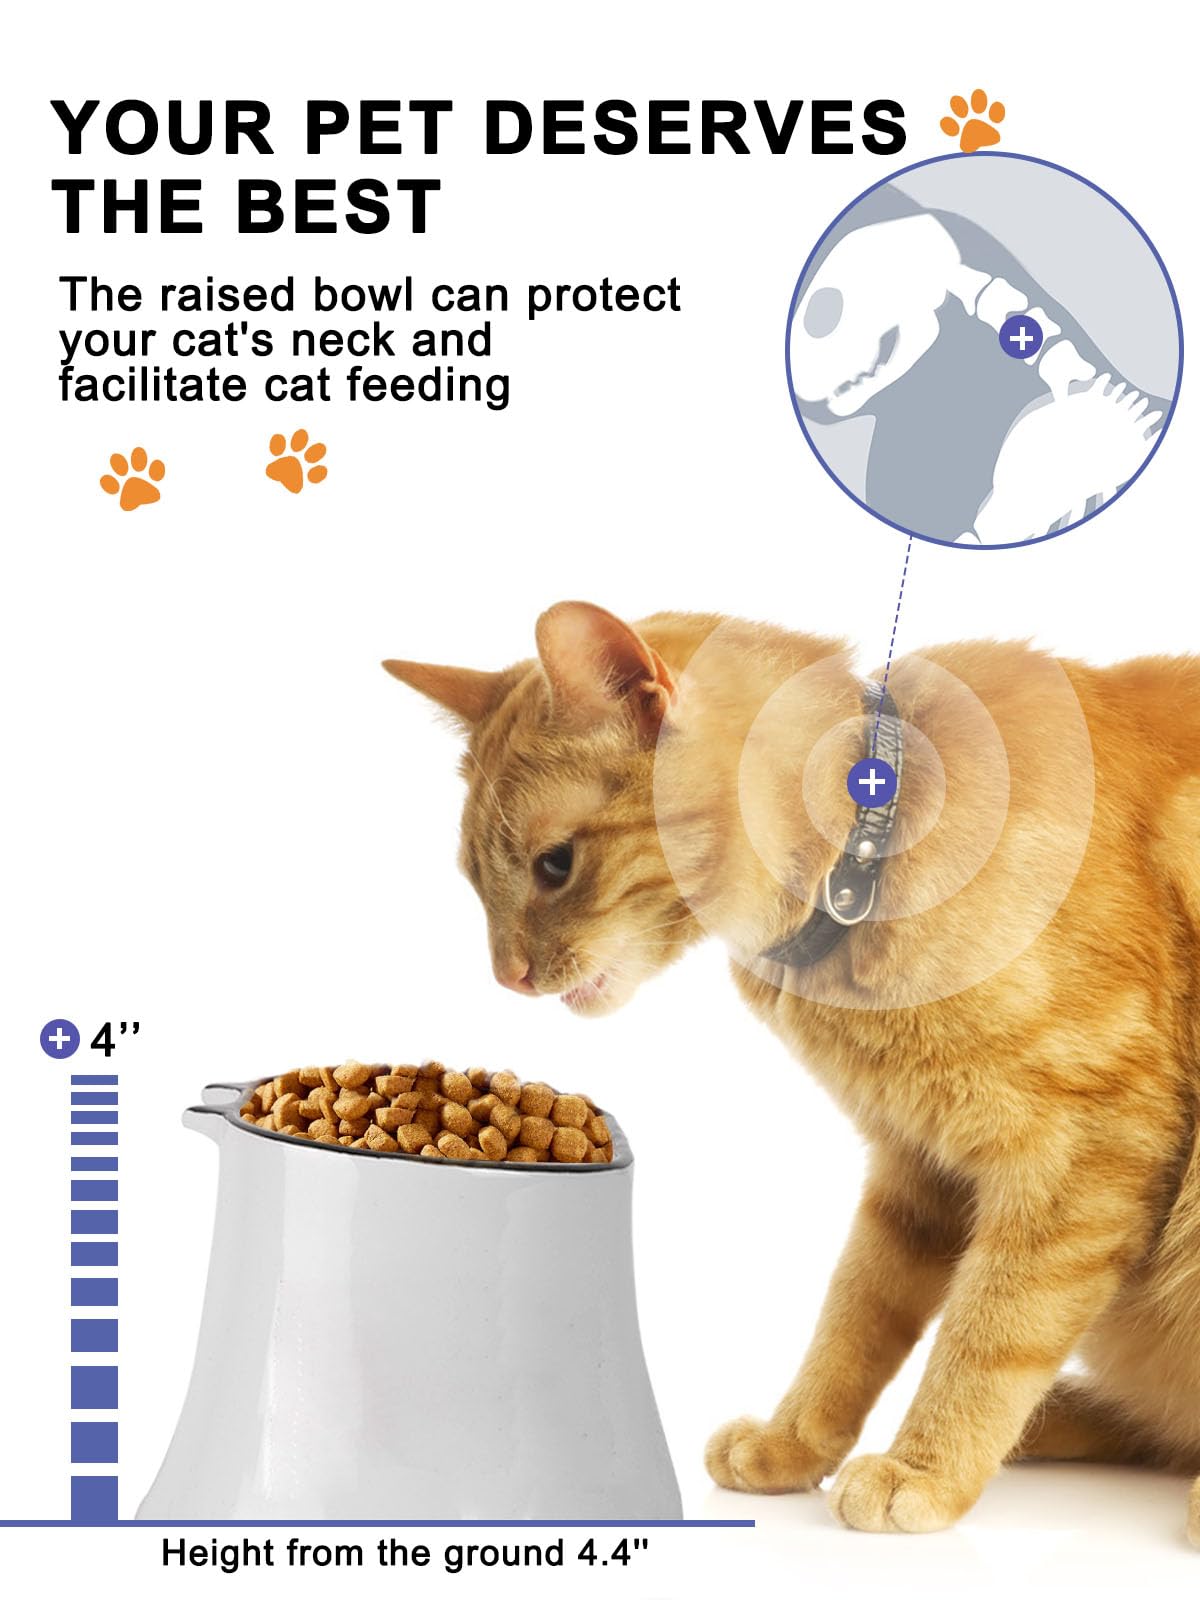 YOUR PET DESERVES
THE BEST
The raised bowl can protect
your cat's neck and
facilitate cat feeding
4’’
Height from the ground 4.4"